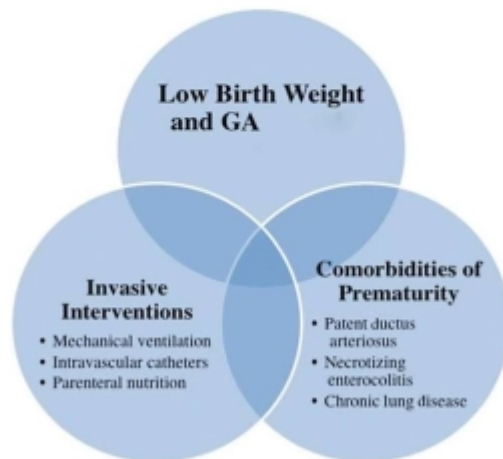 Low Birth Weight
and GA
Invasive
Interventions
• Mechanical ventilation
• Intravascular catheters
• Parenteral nutrition
Comorbidities of
Prematurity
• Patent ductus
arteriosus
• Necrotizing
enterocolitis
• Chronic lung disease